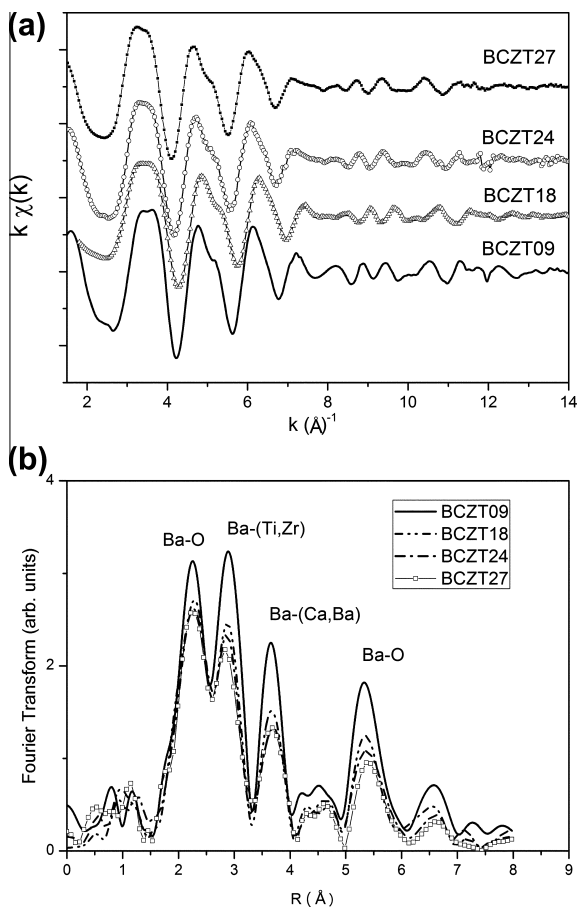 (a)
BCZT27
BCZT24
BCZT18
BCZT09
k χ(k)
2 4 6 8 10 12 14
k (Å)⁻¹
(b)
4
2
0
Fourier Transform (arb. units)
Ba-O
Ba-(Ti,Zr)
Ba-(Ca,Ba)
Ba-O
BCZT09
BCZT18
BCZT24
BCZT27
0 1 2 3 4 5 6 7 8 9
R (Å)